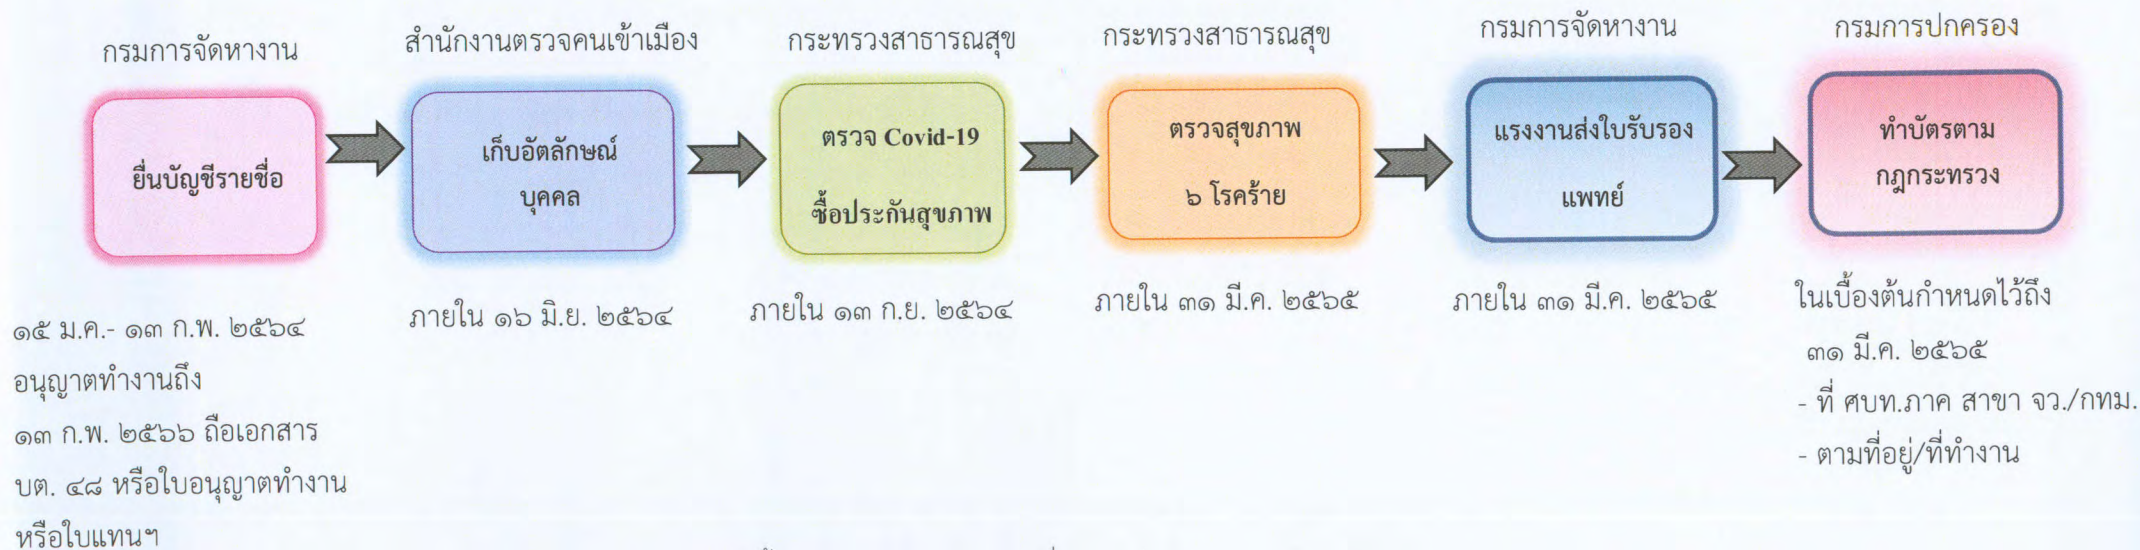 กรมการจัดหางาน
ยื่นบัญชีรายชื่อ
๑๕ ม.ค.- ๑๓ ก.พ. ๒๕๖๔
อนุญาตทำงานถึง
๑๓ ก.พ. ๒๕๖๖ ถือเอกสาร
บต. ๔๘ หรือใบอนุญาตทำงาน
หรือใบแทนฯ
สำนักงานตรวจคนเข้าเมือง
เก็บอัตลักษณ์
บุคคล
ภายใน ๑๖ มิ.ย. ๒๕๖๔
กระทรวงสาธารณสุข
ตรวจ Covid-19
ซื้อประกันสุขภาพ
ภายใน ๑๓ ก.ย. ๒๕๖๔
กระทรวงสาธารณสุข
ตรวจสุขภาพ
๖ โรคร้าย
ภายใน ๓๑ มี.ค. ๒๕๖๕
กรมการจัดหางาน
แรงงานส่งใบรับรอง
แพทย์
ภายใน ๓๑ มี.ค. ๒๕๖๕
กรมการปกครอง
ทำบัตรตาม
กฎกระทรวง
ในเบื้องต้นกำหนดไว้ถึง
๓๑ มี.ค. ๒๕๖๕
- ที่ ศบท.ภาค สาขา จว./กทม.
- ตามที่อยู่/ที่ทำงาน